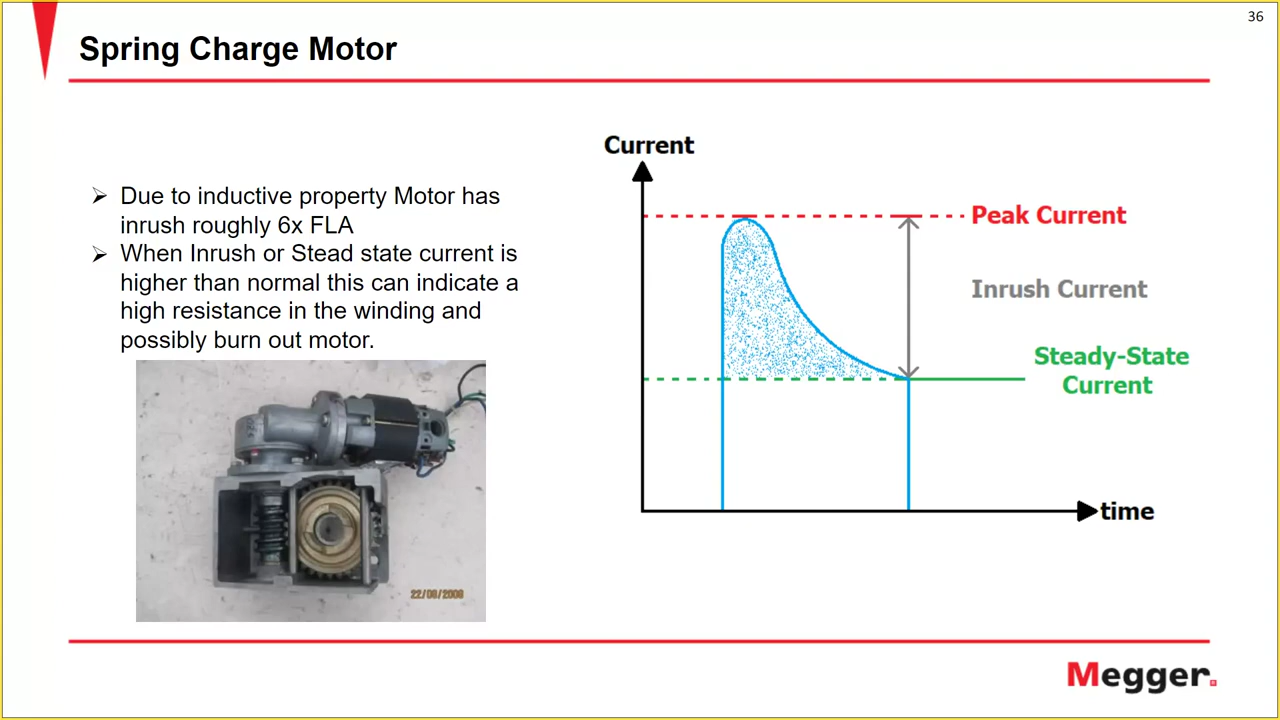 36
Spring Charge Motor
➢ Due to inductive property Motor has
inrush roughly 6x FLA
➢ When Inrush or Stead state current is
higher than normal this can indicate a
high resistance in the winding and
possibly burn out motor.
22/08/2008
Current
Peak Current
Inrush Current
Steady-State
Current
time
Megger.